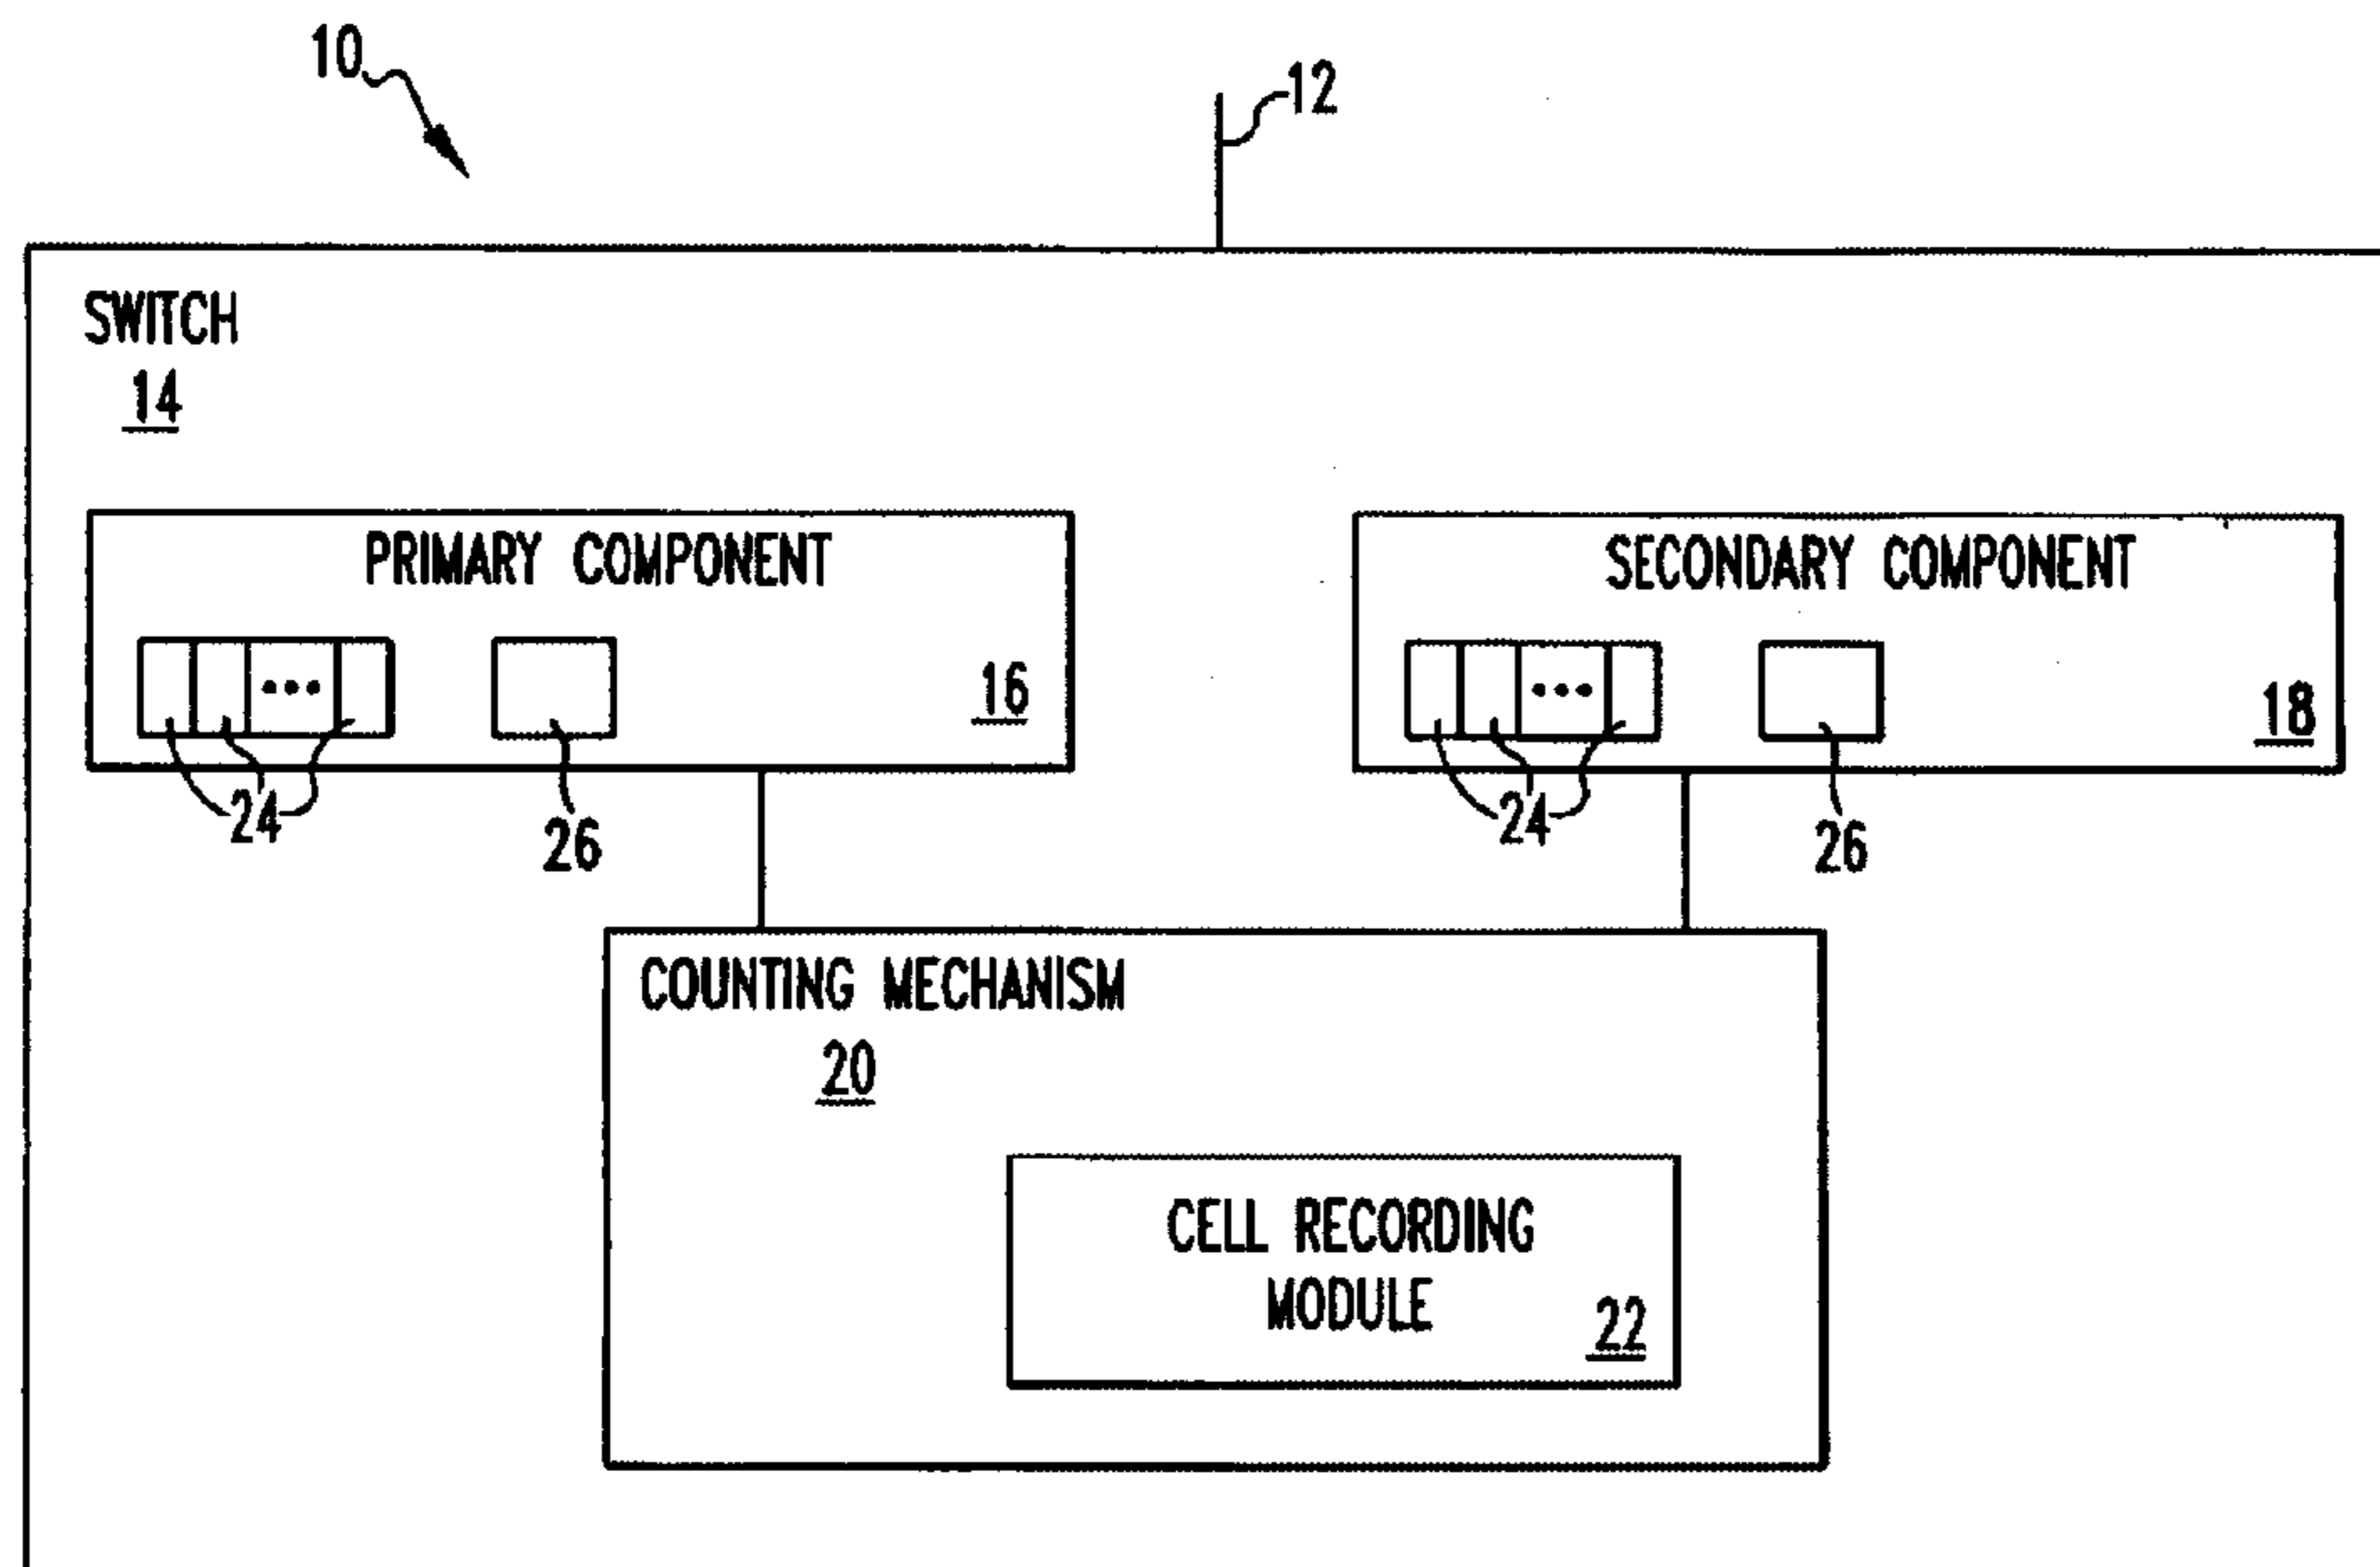 10
12
SWITCH
14
PRIMARY COMPONENT
16
24
26
SECONDARY COMPONENT
18
24
26
COUNTING MECHANISM
20
CELL RECORDING
MODULE
22